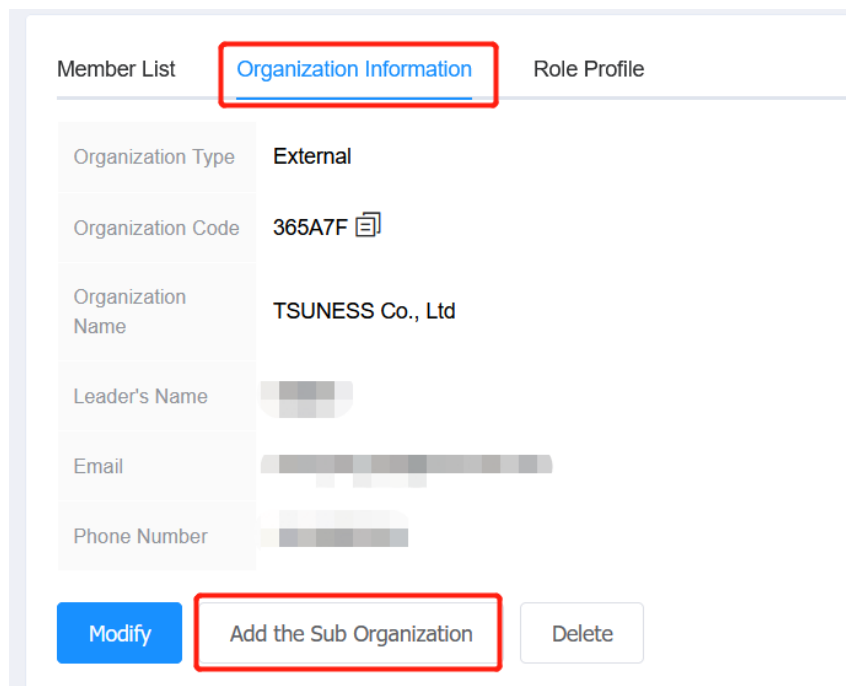 Member List Organization Information Role Profile
Organization Type External
Organization Code 365A7F
Organization
Name
TSUNESS Co., Ltd
Leader's Name
Email
Phone Number
Modify Add the Sub Organization Delete